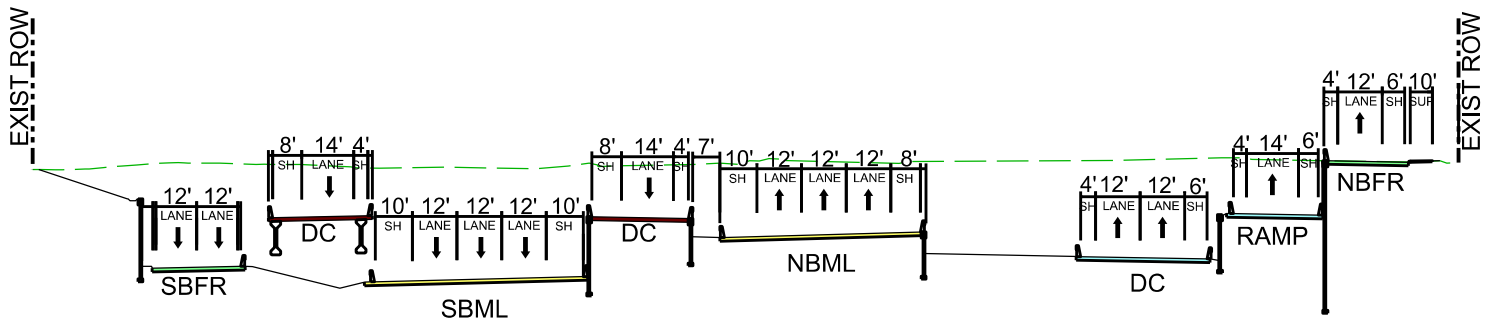 EXIST ROW
12' 12'
LANE LANE
SBFR
8' 14' 4'
SH LANE SH
DC
10' 12' 12' 12' 10'
SH LANE LANE LANE SH
SBML
8' 14' 4' 7'
SH LANE SH
DC
10' 12' 12' 12' 8'
SH LANE LANE LANE SH
NBML
4' 12' 12' 6'
SH LANE LANE SH
DC
4' 14' 6'
SH LANE SH
RAMP
4' 12' 6' 10'
SH LANE SH SUP
NBFR
EXIST ROW